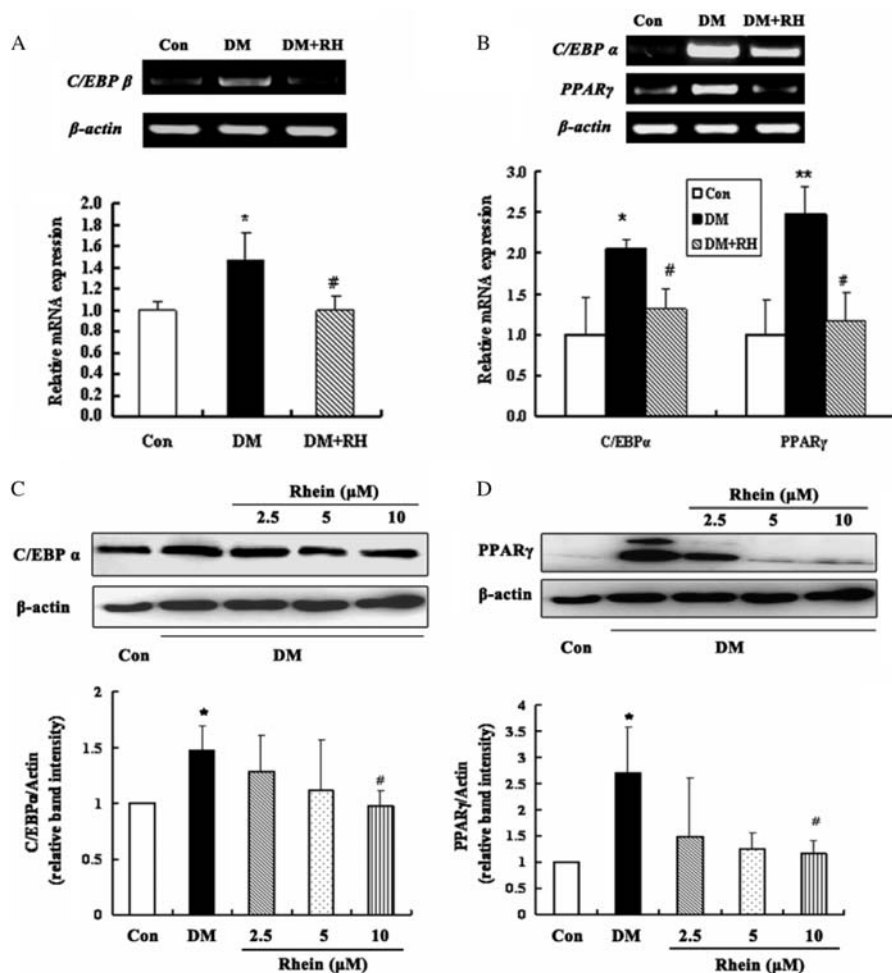 A
Con DM DM+RH
C/EBP β
β-actin
Relative mRNA expression
2.0
1.8
1.6
1.4
1.2
1.0
0.8
0.6
0.4
0.2
0.0
*
#
Con DM DM+RH
B
Con DM DM+RH
C/EBP α
PPARγ
β-actin
Relative mRNA expression
3.0
2.5
2.0
1.5
1.0
0.5
0.0
Con
DM
DM+RH
*
#
**
#
C/EBPα PPARγ
C
Rhein (μM)
2.5 5 10
C/EBP α
β-actin
Con DM
C/EBPα/Actin
(relative band intensity)
2
1.5
1
0.5
0
*
#
Con DM 2.5 5 10
Rhein (μM)
D
Rhein (μM)
2.5 5 10
PPARγ
β-actin
Con DM
PPARγ/Actin
(relative band intensity)
4
3.5
3
2.5
2
1.5
1
0.5
0
*
#
Con DM 2.5 5 10
Rhein (μM)